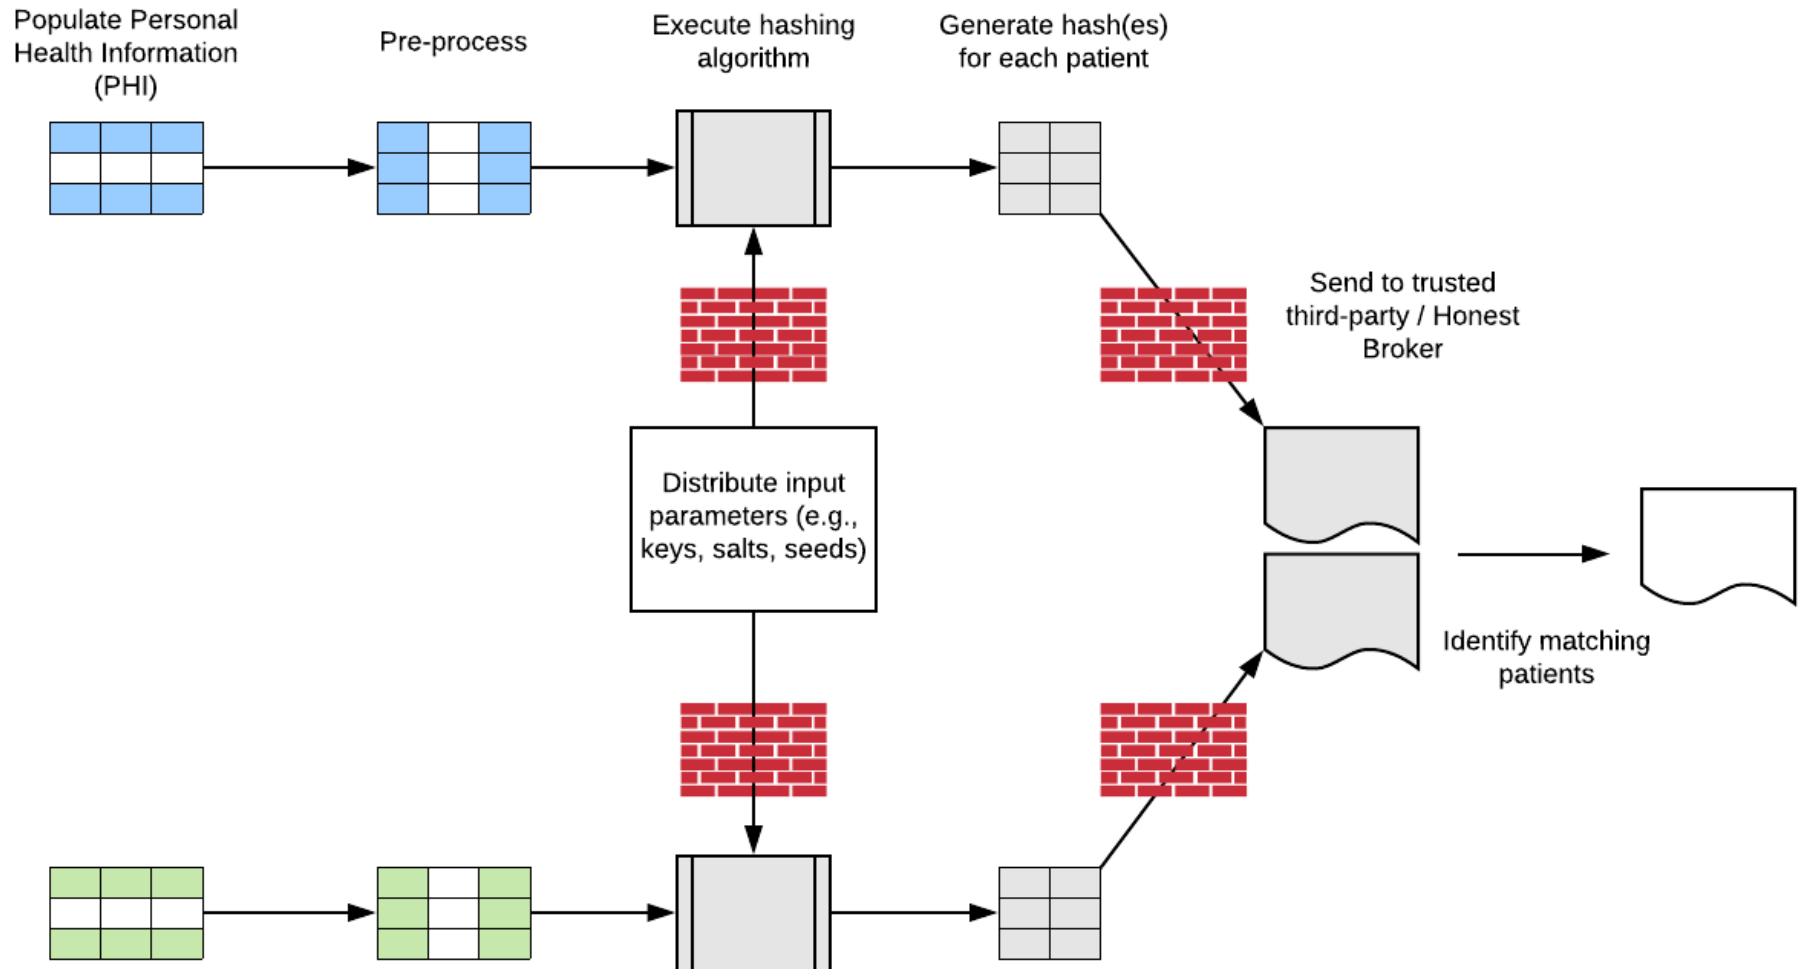 Populate Personal
Health Information
(PHI)
Pre-process
Execute hashing
algorithm
Generate hash(es)
for each patient
Send to trusted
third-party / Honest
Broker
Distribute input
parameters (e.g.,
keys, salts, seeds)
Identify matching
patients